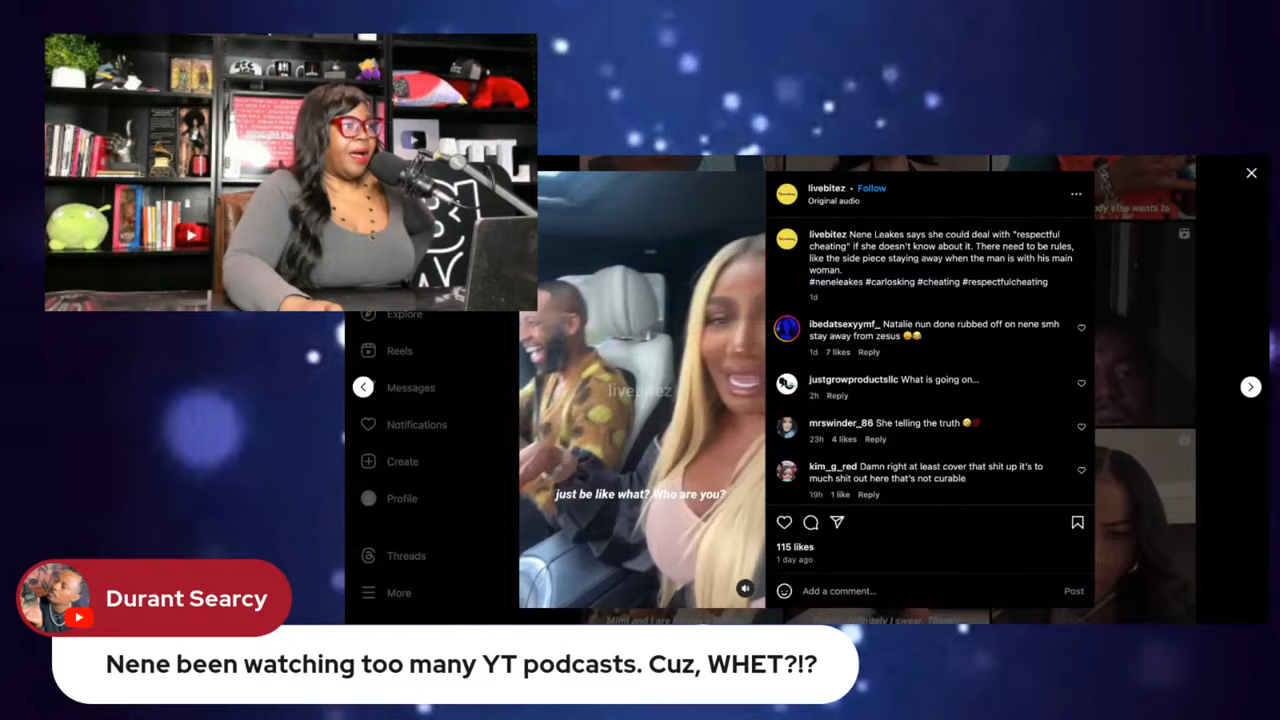 ATL
Explore
Reels
Messages
Notifications
Create
Profile
Threads
More
livebitez
just be like what? Who are you?
ody else wants to
livebitez • Follow
Original audio
livebitez Nene Leakes says she could deal with "respectful
cheating" if she doesn't know about it. There need to be rules,
like the side piece staying away when the man is with his main
woman.
#neneleakes #carlosking #cheating #respectfulcheating
1d
ibedatsexyymf_ Natalie nun done rubbed off on nene smh
stay away from zesus 😩😂
1d 7 likes Reply
justgrowproductsllc What is going on...
2h Reply
mrswinder_86 She telling the truth 🤣💯
23h 4 likes Reply
kim_g_red Damn right at least cover that shit up it's to
much shit out here that's not curable
19h 1 like Reply
115 likes
1 day ago
Add a comment...
Post
Durant Searcy
Nene been watching too many YT podcasts. Cuz, WHET?!?